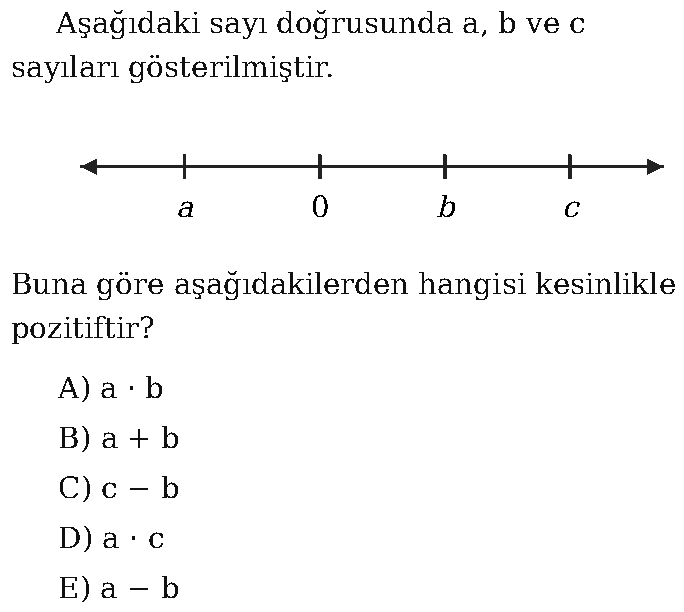 Aşağıdaki sayı doğrusunda a, b ve c
sayıları gösterilmiştir.
a 0 b c
Buna göre aşağıdakilerden hangisi kesinlikle
pozitiftir?
A) a · b
B) a + b
C) c − b
D) a · c
E) a − b